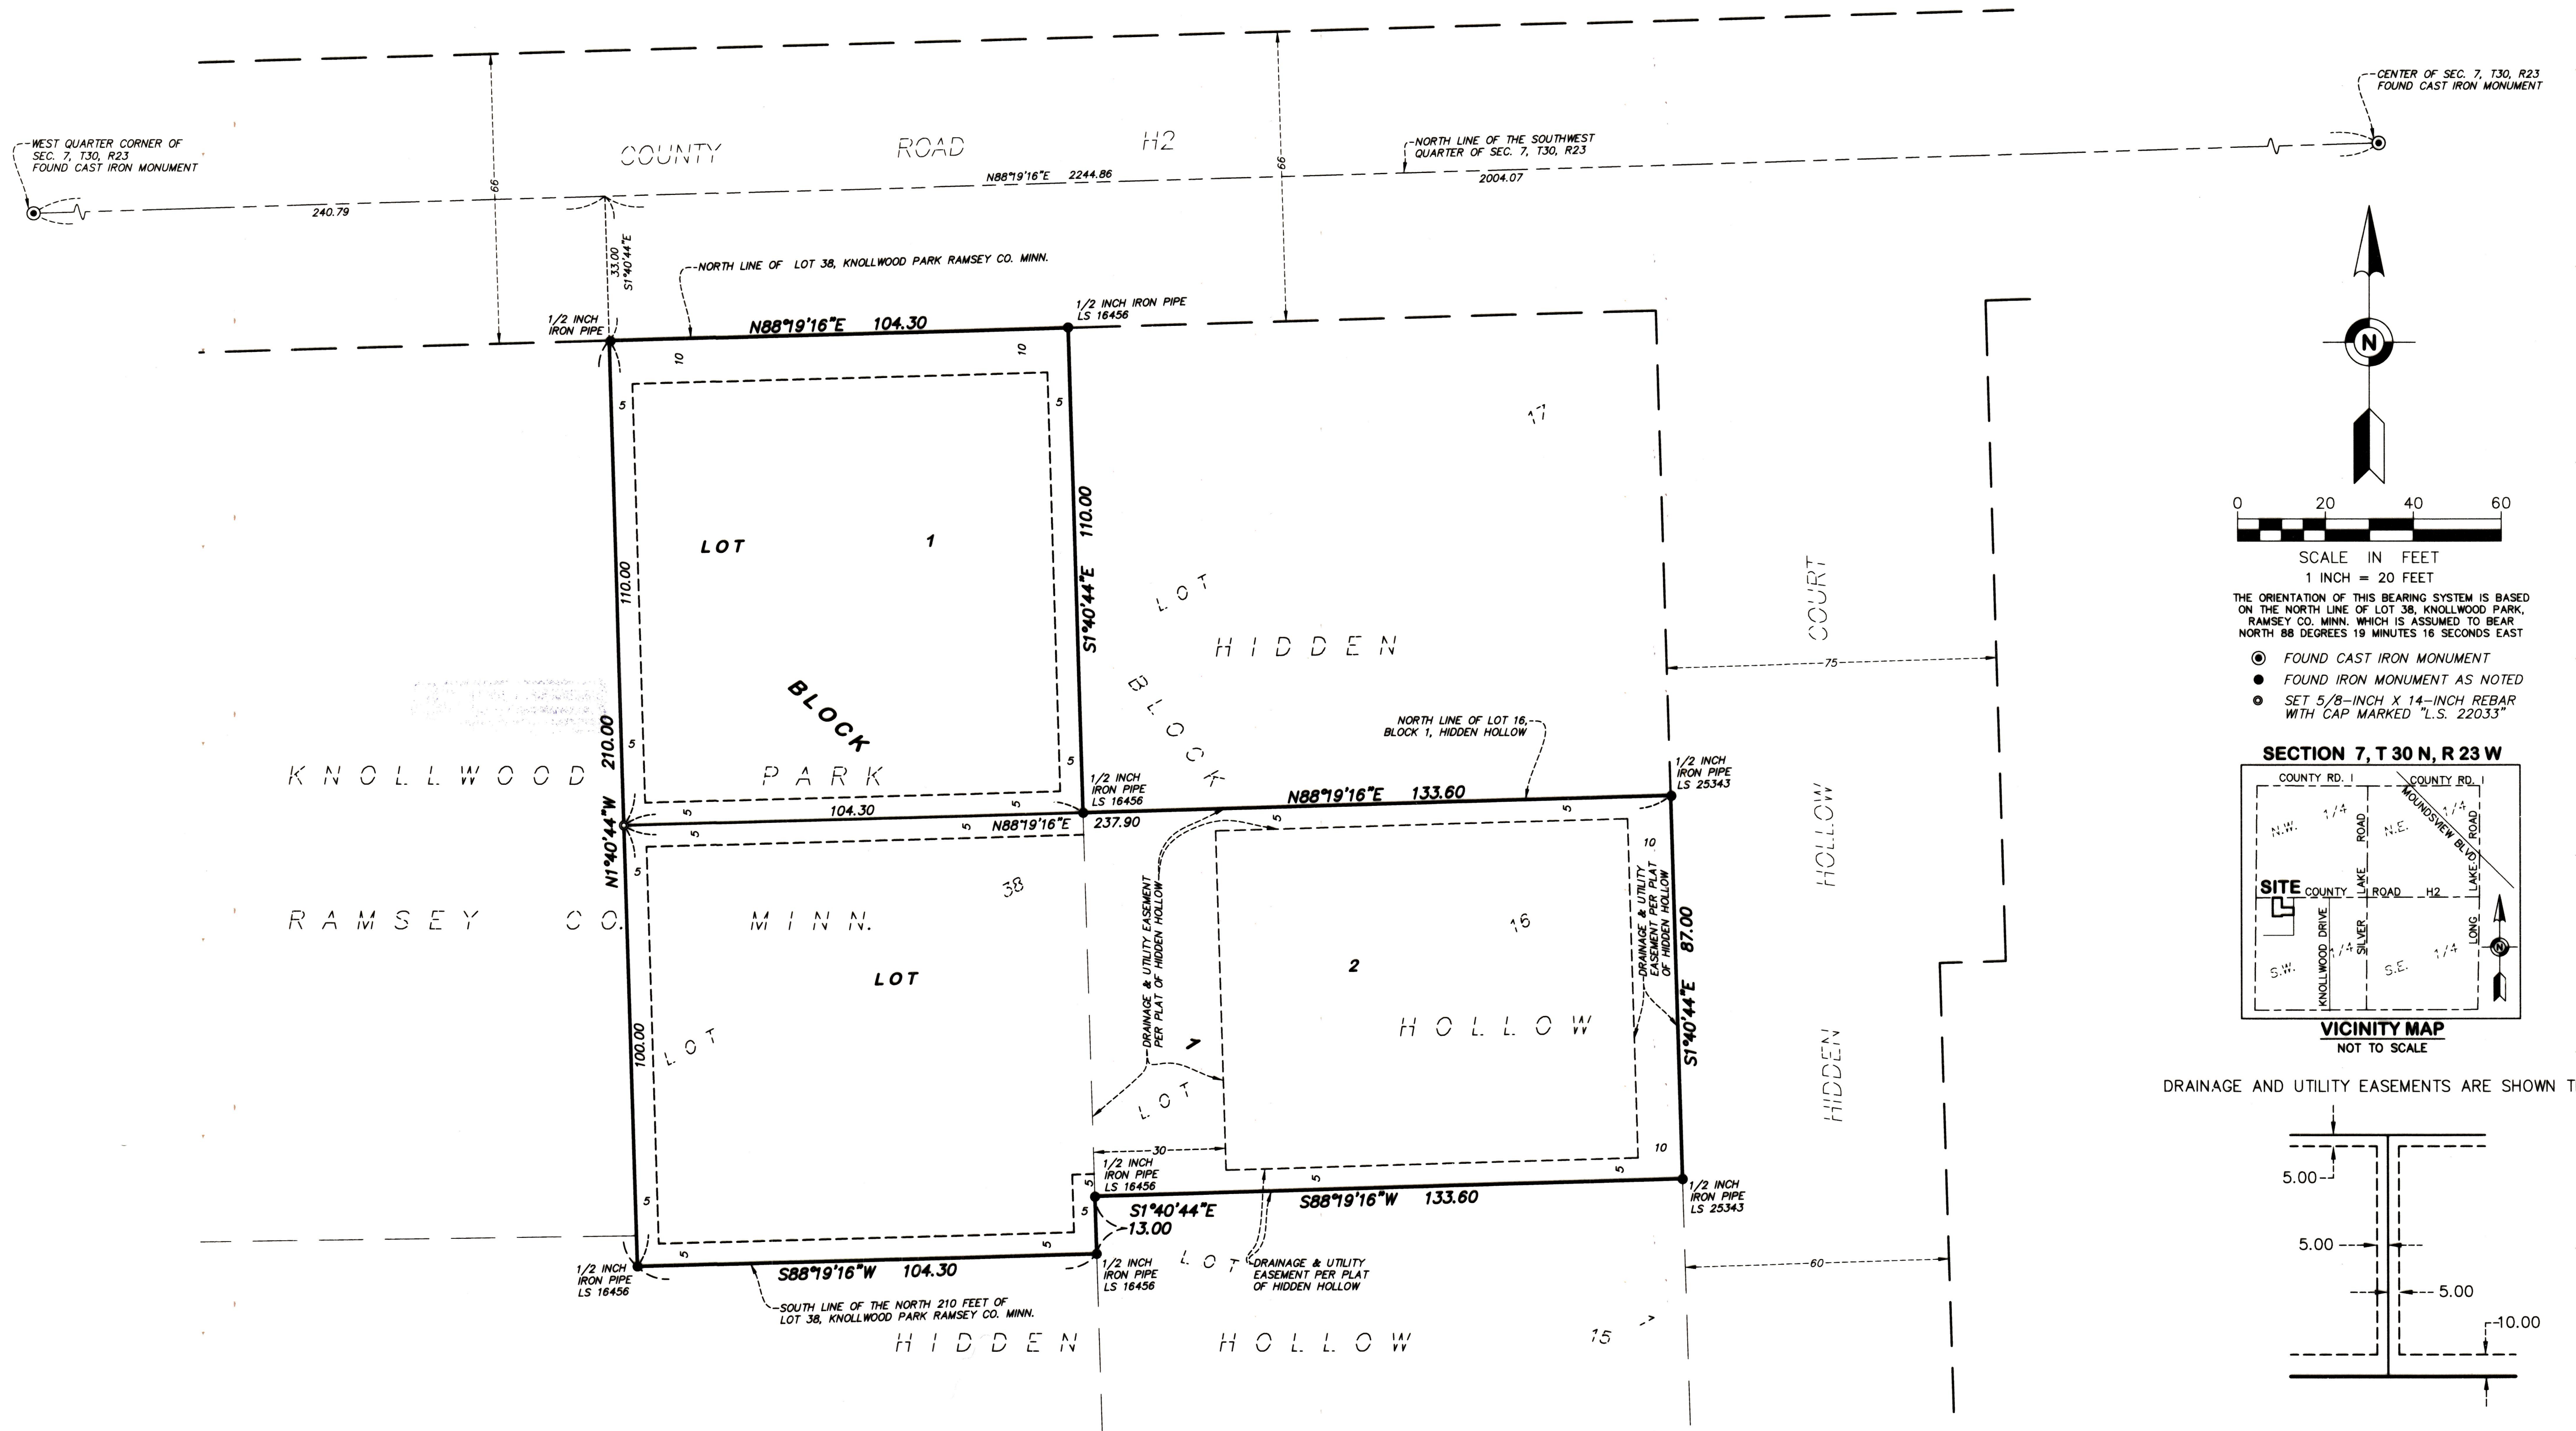 WEST QUARTER CORNER OF
SEC. 7, T30, R23
FOUND CAST IRON MONUMENT
CENTER OF SEC. 7, T30, R23
FOUND CAST IRON MONUMENT
COUNTY ROAD H2
NORTH LINE OF THE SOUTHWEST
QUARTER OF SEC. 7, T30, R23
N88°19'16"E 2244.86
2004.07
240.79
66
66
33.00
S1°40'44"E
NORTH LINE OF LOT 38, KNOLLWOOD PARK RAMSEY CO. MINN.
1/2 INCH
IRON PIPE
1/2 INCH IRON PIPE
LS 16456
N88°19'16"E 104.30
10
10
5
5
17
LOT 1
110.00
S1°40'44"E 110.00
LOT
HIDDEN
BLOCK
BLOCK
COURT
75
NORTH LINE OF LOT 16,
BLOCK 1, HIDDEN HOLLOW
N1°40'44"W 210.00
KNOLLWOOD PARK
5
5
1/2 INCH
IRON PIPE
LS 16456
1/2 INCH
IRON PIPE
LS 25343
N88°19'16"E 133.60
104.30
5
5
5
5
N88°19'16"E 237.90
5
5
5
10
38
RAMSEY CO. MINN.
DRAINAGE & UTILITY EASEMENT
PER PLAT OF HIDDEN HOLLOW
DRAINAGE & UTILITY
EASEMENT PER PLAT
OF HIDDEN HOLLOW
HOLLOW
16
S1°40'44"E 87.00
LOT
2
HOLLOW
100.00
LOT
1
LOT
HIDDEN
30
10
1/2 INCH
IRON PIPE
LS 16456
5
5
5
S88°19'16"W 133.60
1/2 INCH
IRON PIPE
LS 25343
5
5
S1°40'44"E
13.00
5
5
1/2 INCH
IRON PIPE
LS 16456
S88°19'16"W 104.30
1/2 INCH
IRON PIPE
LS 16456
LOT
DRAINAGE & UTILITY
EASEMENT PER PLAT
OF HIDDEN HOLLOW
60
SOUTH LINE OF THE NORTH 210 FEET OF
LOT 38, KNOLLWOOD PARK RAMSEY CO. MINN.
HIDDEN HOLLOW
15
N
0 20 40 60
SCALE IN FEET
1 INCH = 20 FEET
THE ORIENTATION OF THIS BEARING SYSTEM IS BASED
ON THE NORTH LINE OF LOT 38, KNOLLWOOD PARK,
RAMSEY CO. MINN. WHICH IS ASSUMED TO BEAR
NORTH 88 DEGREES 19 MINUTES 16 SECONDS EAST
FOUND CAST IRON MONUMENT
FOUND IRON MONUMENT AS NOTED
SET 5/8-INCH X 14-INCH REBAR
WITH CAP MARKED "L.S. 22033"
SECTION 7, T 30 N, R 23 W
COUNTY RD. I
COUNTY RD. I
MOUNDSVIEW BLVD.
N.W. 1/4
N.E. 1/4
SITE
COUNTY ROAD H2
SILVER LAKE ROAD
LONG LAKE ROAD
KNOLLWOOD DRIVE
S.W. 1/4
S.E. 1/4
N
VICINITY MAP
NOT TO SCALE
DRAINAGE AND UTILITY EASEMENTS ARE SHOWN
5.00
5.00
5.00
10.00